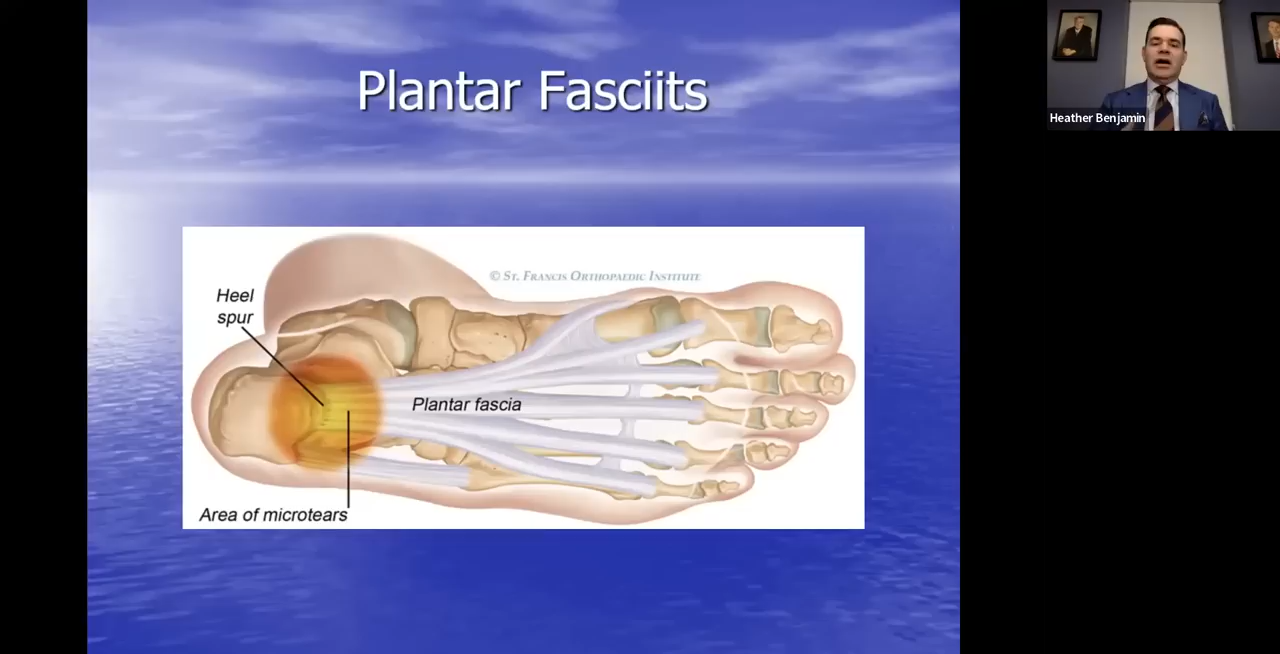 Plantar Fasciits
Heather Benjamin
© St. Francis Orthopaedic Institute
Heel
spur
Plantar fascia
Area of microtears